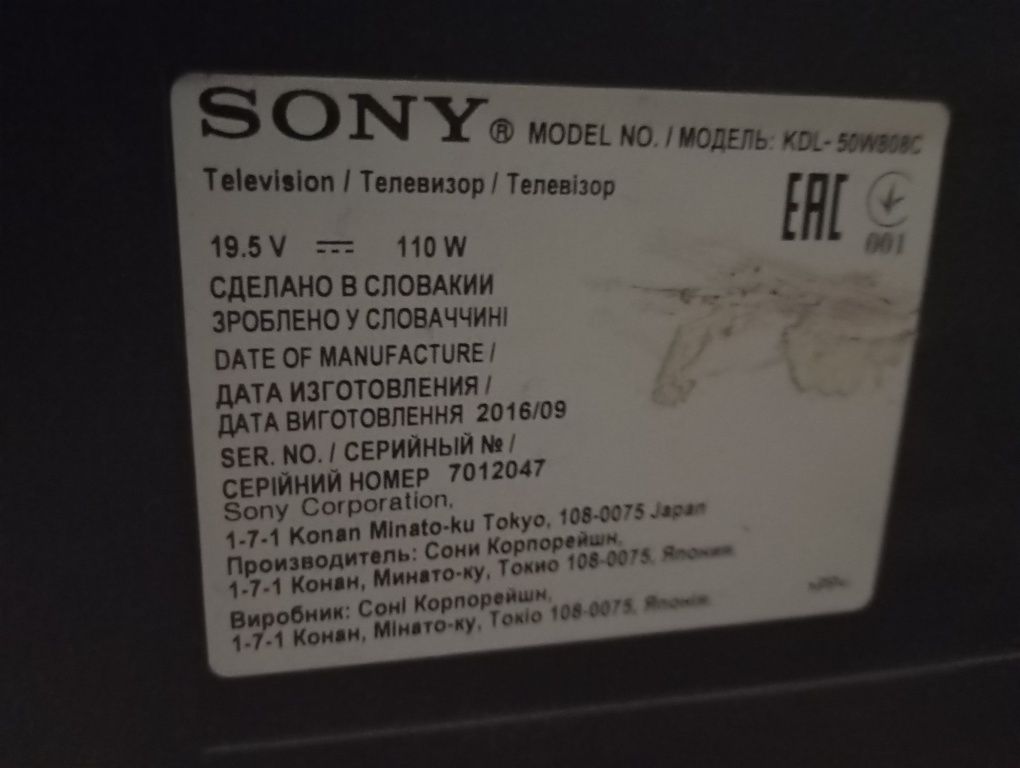 SONY® MODEL NO. / МОДЕЛЬ: KDL- 50W808C
Television / Телевизор / Телевізор
EAC
001
19.5 V 110 W
СДЕЛАНО В СЛОВАКИИ
ЗРОБЛЕНО У СЛОВАЧЧИНІ
DATE OF MANUFACTURE /
ДАТА ИЗГОТОВЛЕНИЯ /
ДАТА ВИГОТОВЛЕННЯ 2016/09
SER. NO. / СЕРИЙНЫЙ № /
СЕРІЙНИЙ НОМЕР 7012047
Sony Corporation,
1-7-1 Konan Minato-ku Tokyo, 108-0075 Japan
Производитель: Сони Корпорейшн,
1-7-1 Конан, Минато-ку, Токио 108-0075, Япония
Виробник: Соні Корпорейшн,
1-7-1 Конан, Мінато-ку, Токіо 108-0075, Японія